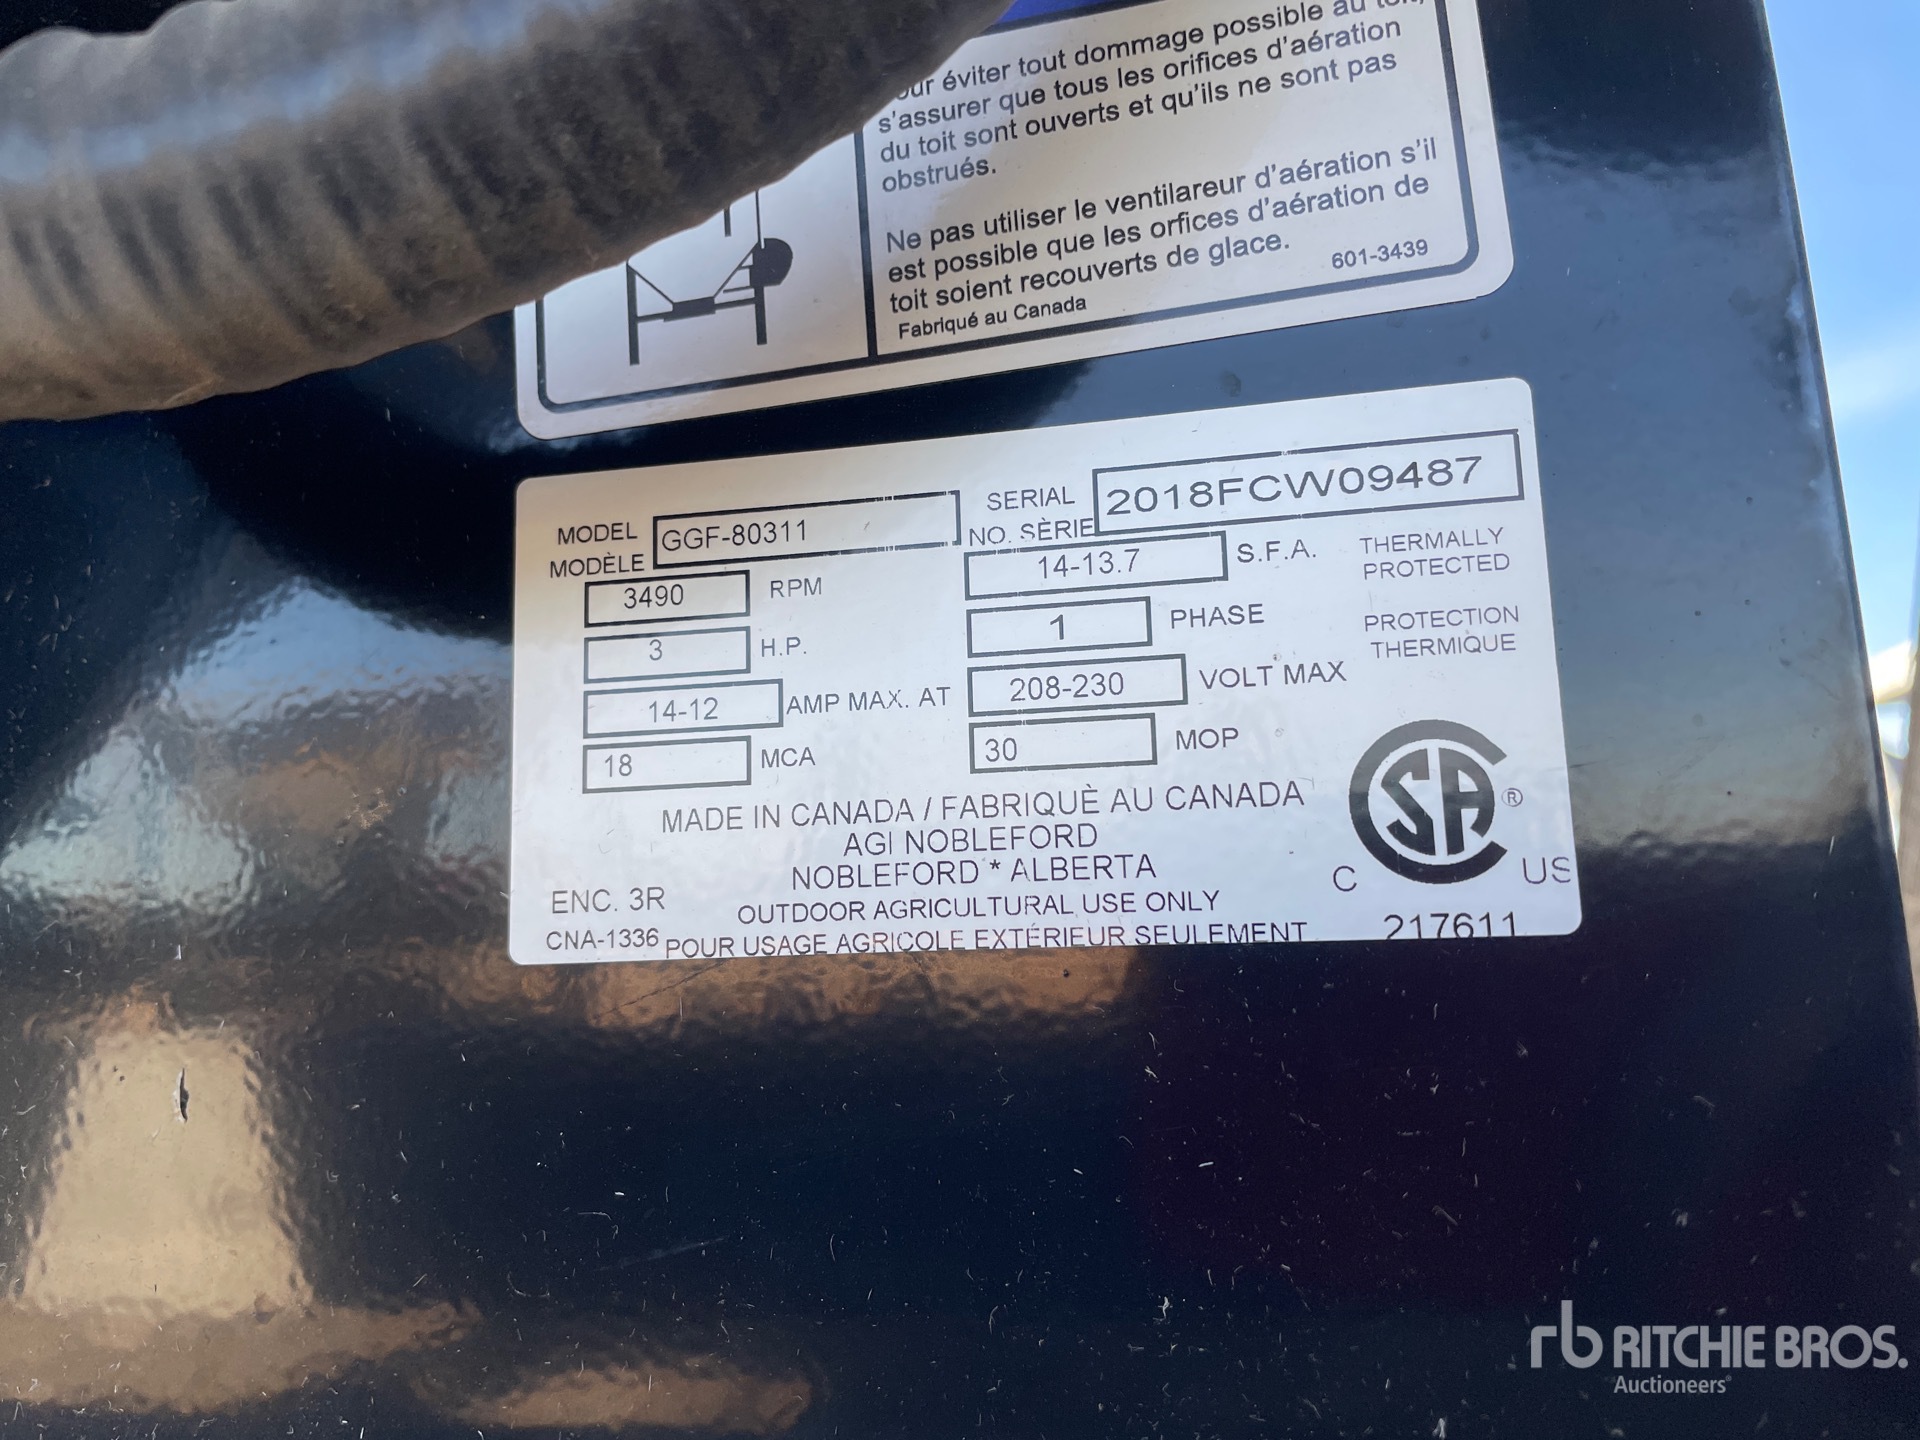 éviter tout dommage possible au
s'assurer que tous les orifices d'aération
du toit sont ouverts et qu'ils ne sont pas
obstrués.
Ne pas utiliser le ventilareur d'aération s'il
est possible que les orfices d'aération de
toit soient recouverts de glace.
601-3439
Fabriqué au Canada
MODEL
MODÈLE
GGF-80311
SERIAL
NO. SÈRIE
2018FCW09487
3490 RPM
14-13.7 S.F.A.
THERMALLY
PROTECTED
3 H.P.
1 PHASE
PROTECTION
THERMIQUE
14-12 AMP MAX. AT
208-230 VOLT MAX
18 MCA
30 MOP
MADE IN CANADA / FABRIQUÈ AU CANADA
AGI NOBLEFORD
NOBLEFORD * ALBERTA
ENC. 3R
OUTDOOR AGRICULTURAL USE ONLY
CNA-1336
POUR USAGE AGRICOLE EXTÉRIEUR SEULEMENT
C SA ® US
217611
rb RITCHIE BROS.
Auctioneers